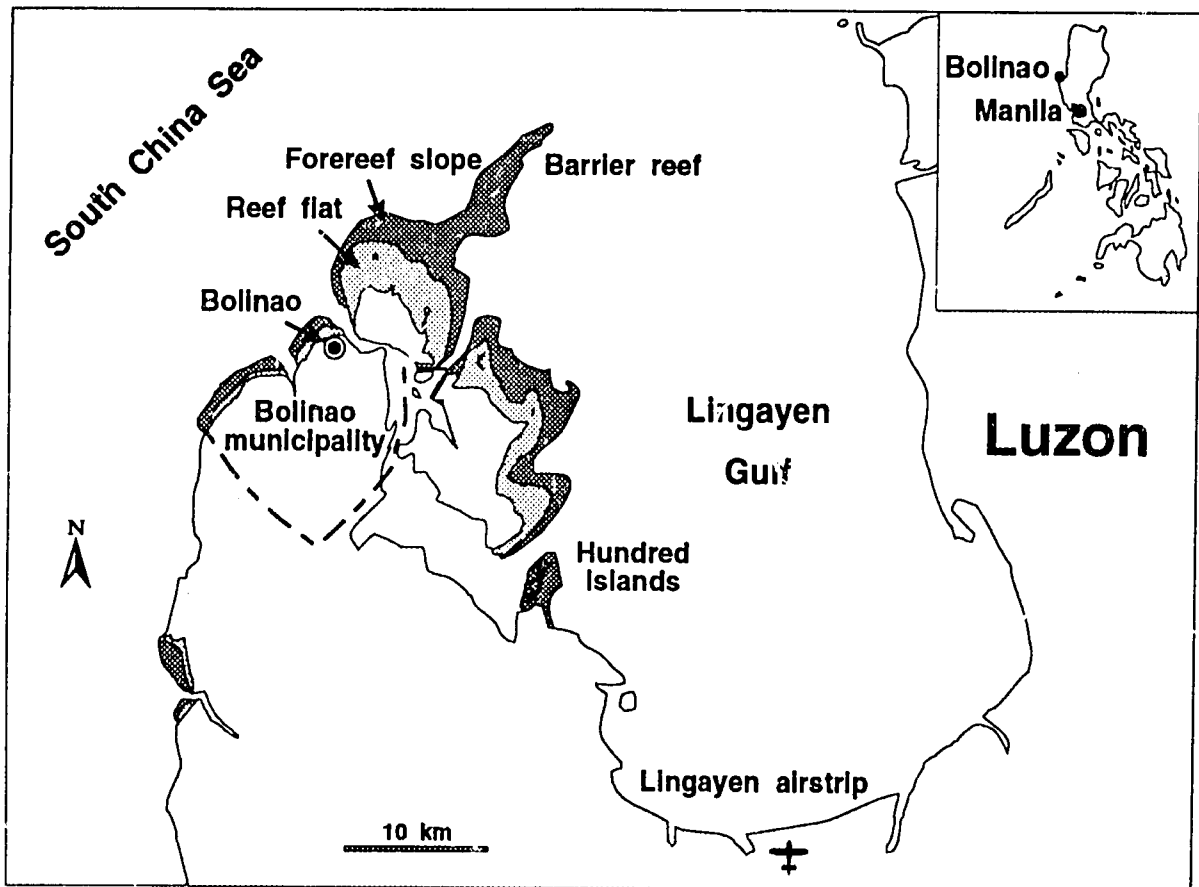 South China Sea
Bolinao
Manila
Forereef slope
Barrier reef
Reef flat
Bolinao
Bolinao
municipality
Lingayen
Gulf
Luzon
N
Hundred
Islands
Lingayen airstrip
10 km